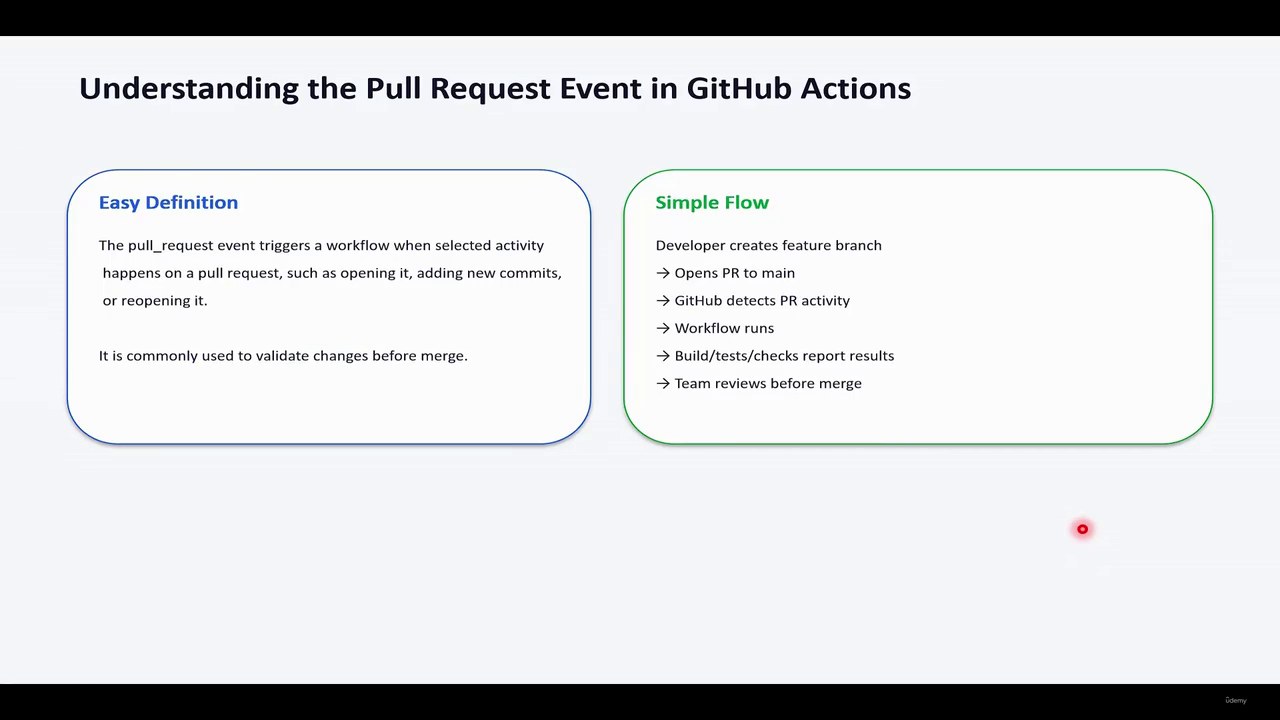 Understanding the Pull Request Event in GitHub Actions
Easy Definition
The pull_request event triggers a workflow when selected activity
happens on a pull request, such as opening it, adding new commits,
or reopening it.
It is commonly used to validate changes before merge.
Simple Flow
Developer creates feature branch
→ Opens PR to main
→ GitHub detects PR activity
→ Workflow runs
→ Build/tests/checks report results
→ Team reviews before merge
ûdemy